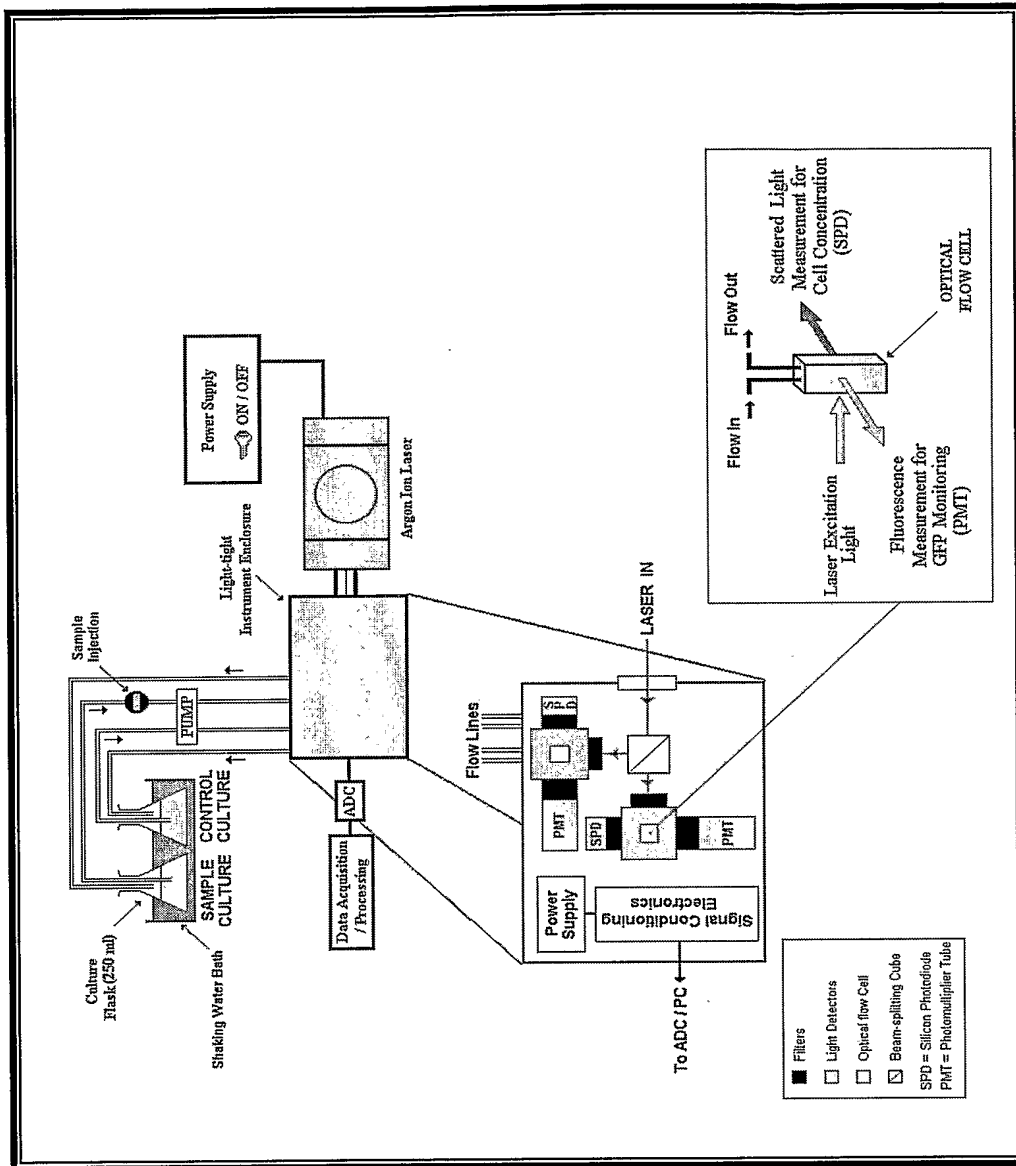 Culture
Flask (250 ml)
Shaking Water Bath
SAMPLE
CULTURE
CONTROL
CULTURE
Sample
Injection
PUMP
Light-tight
Instrument Enclosure
Power Supply
ON / OFF
Argon Ion Laser
ADC
Data Acquisition
/ Processing
Flow Lines
LASER IN
SPD
PMT
SPD
PMT
Power
Supply
Signal Conditioning
Electronics
To ADC / PC
Flow In
Flow Out
Scattered Light
Measurement for
Cell Concentration
(SPD)
Laser Excitation
Light
Fluorescence
Measurement for
GFP Monitoring
(PMT)
OPTICAL
FLOW CELL
Filters
Light Detectors
Optical flow Cell
Beam-splitting Cube
SPD = Silicon Photodiode
PMT = Photomultiplier Tube